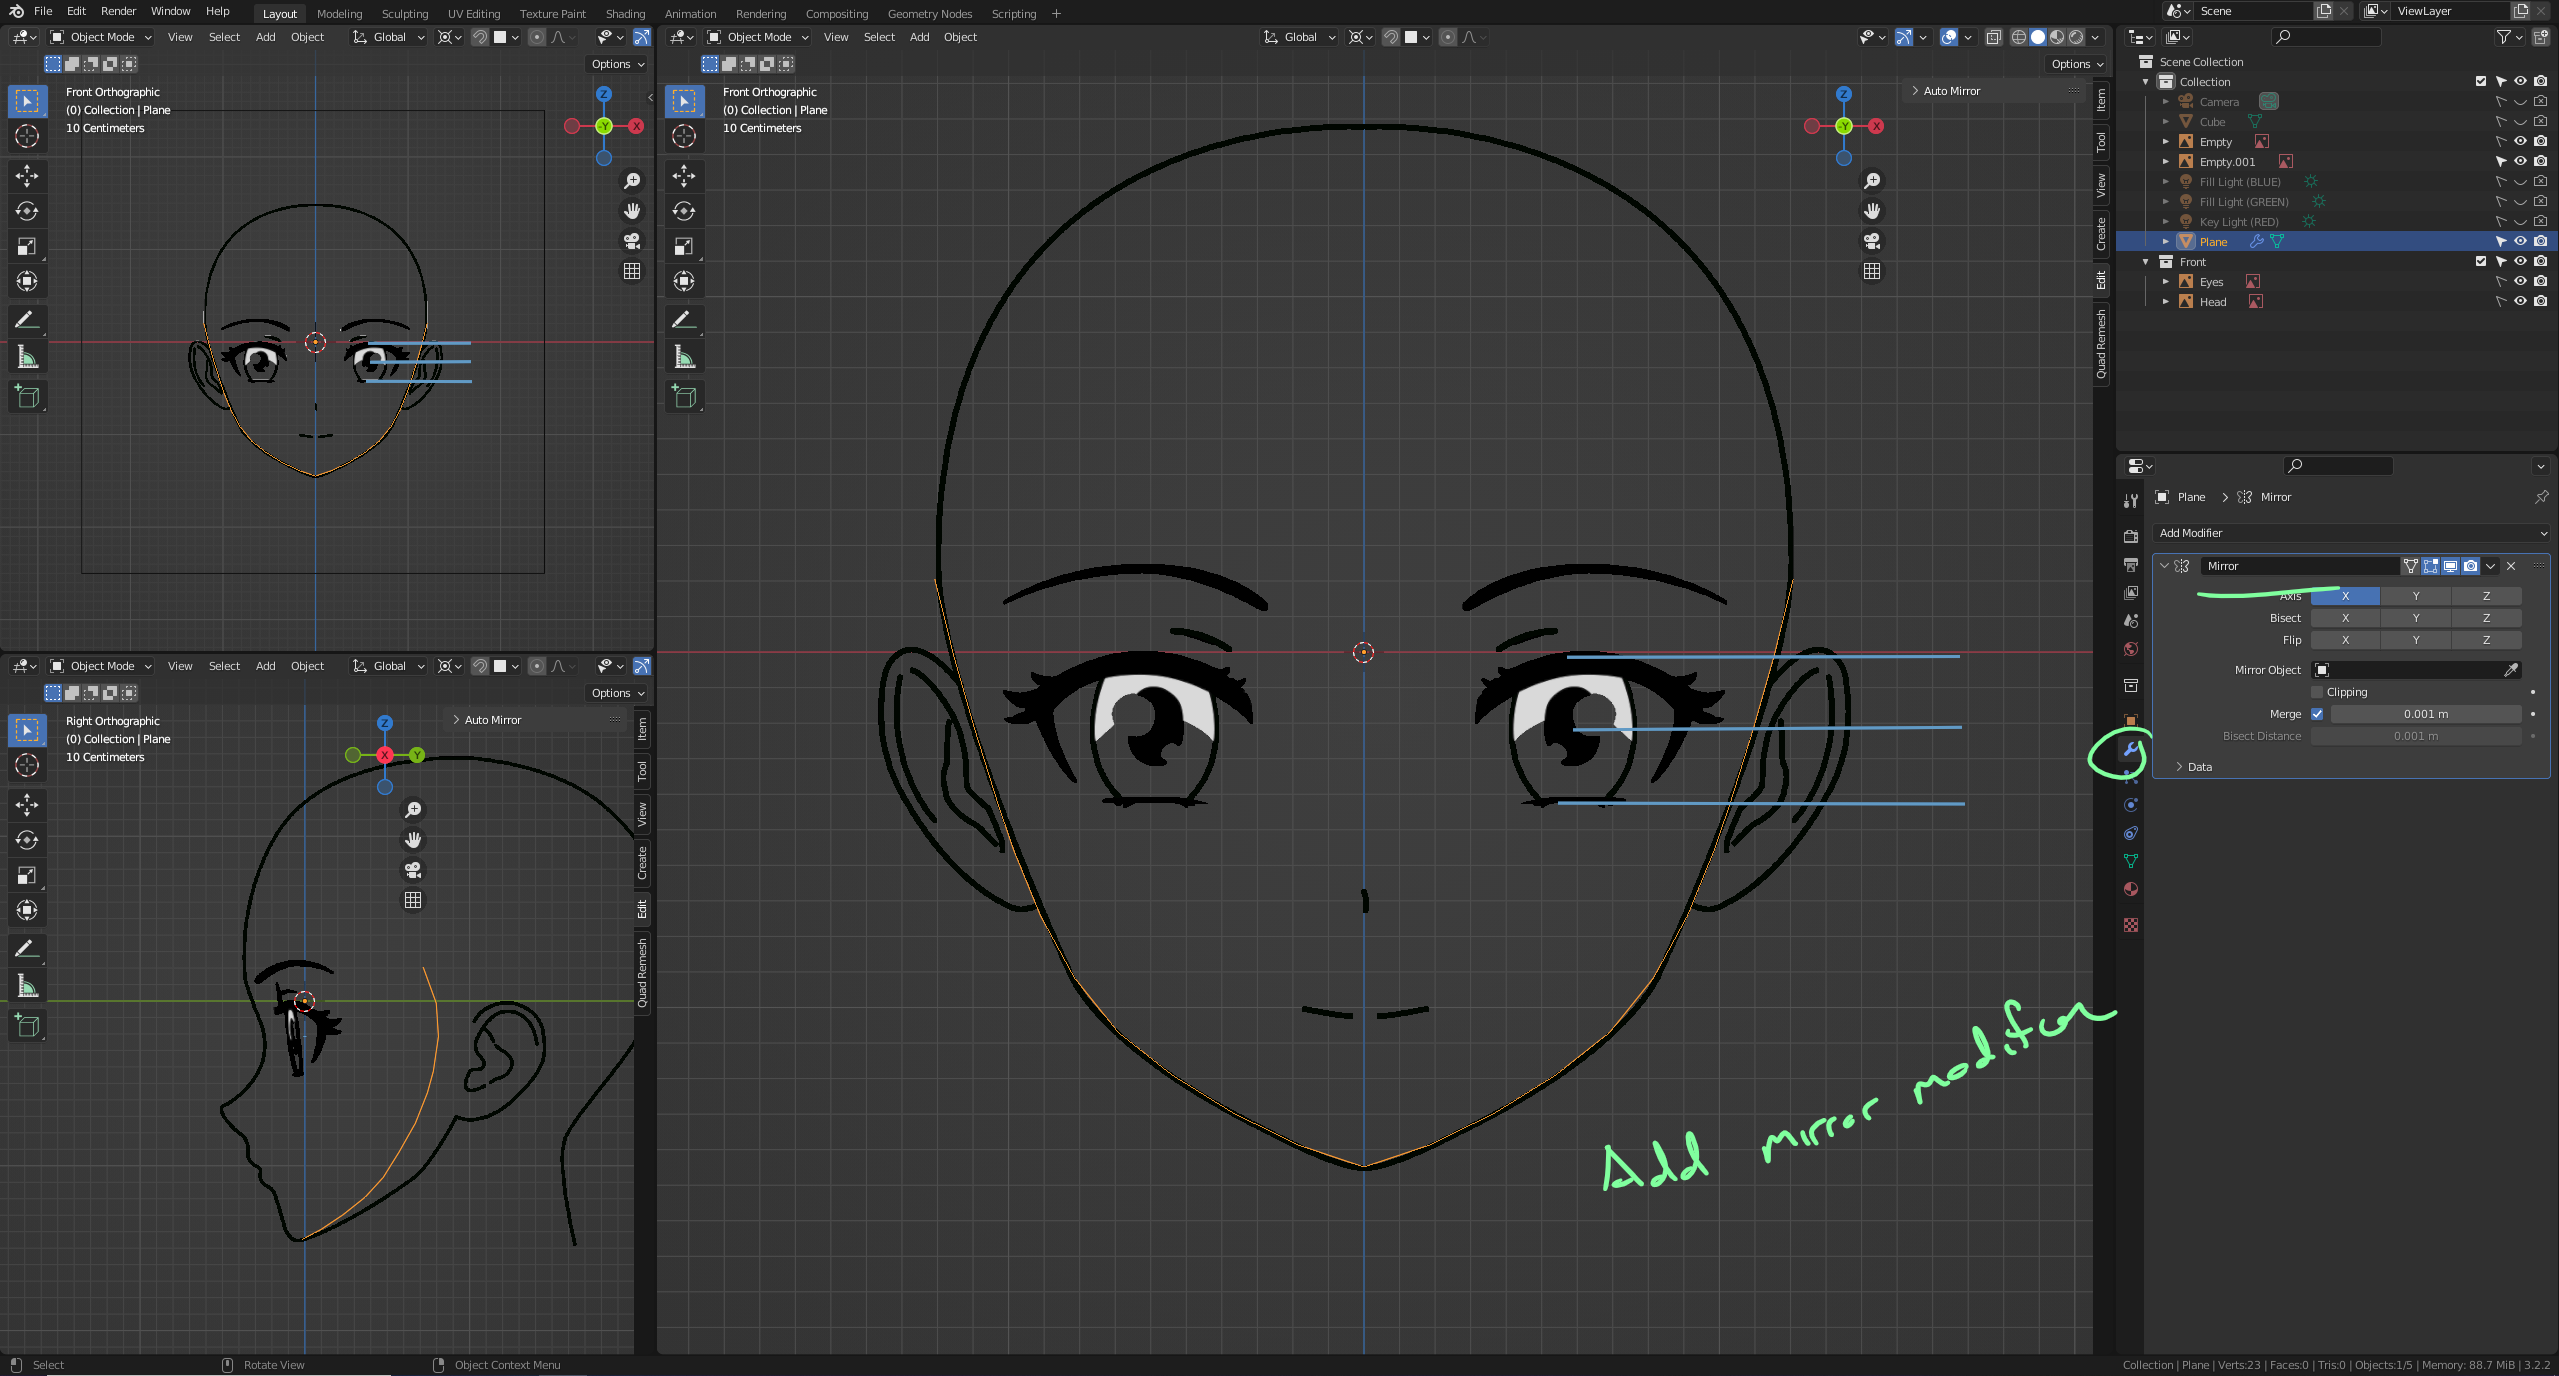 File Edit Render Window Help
Layout Modeling Sculpting UV Editing Texture Paint Shading Animation Rendering Compositing Geometry Nodes Scripting +
Scene
ViewLayer
Object Mode View Select Add Object Global
Options
Front Orthographic
(0) Collection | Plane
10 Centimeters
Z
Y
X
Object Mode View Select Add Object Global
Options
Front Orthographic
(0) Collection | Plane
10 Centimeters
Z
Y
X
Auto Mirror
Item
Tool
View
Create
Edit
Quad Remesh
Object Mode View Select Add Object Global
Options
Right Orthographic
(0) Collection | Plane
10 Centimeters
Z
X
Y
Auto Mirror
Item
Tool
View
Create
Edit
Quad Remesh
Add mirror modifor
Scene Collection
Collection
Camera
Cube
Empty
Empty.001
Fill Light (BLUE)
Fill Light (GREEN)
Key Light (RED)
Plane
Front
Eyes
Head
Plane > Mirror
Add Modifier
Mirror
Axis X Y Z
Bisect X Y Z
Flip X Y Z
Mirror Object
Clipping
Merge 0.001 m
Bisect Distance 0.001 m
Data
Select Rotate View Object Context Menu
Collection | Plane | Verts:23 | Faces:0 | Tris:0 | Objects:1/5 | Memory: 88.7 MiB | 3.2.2